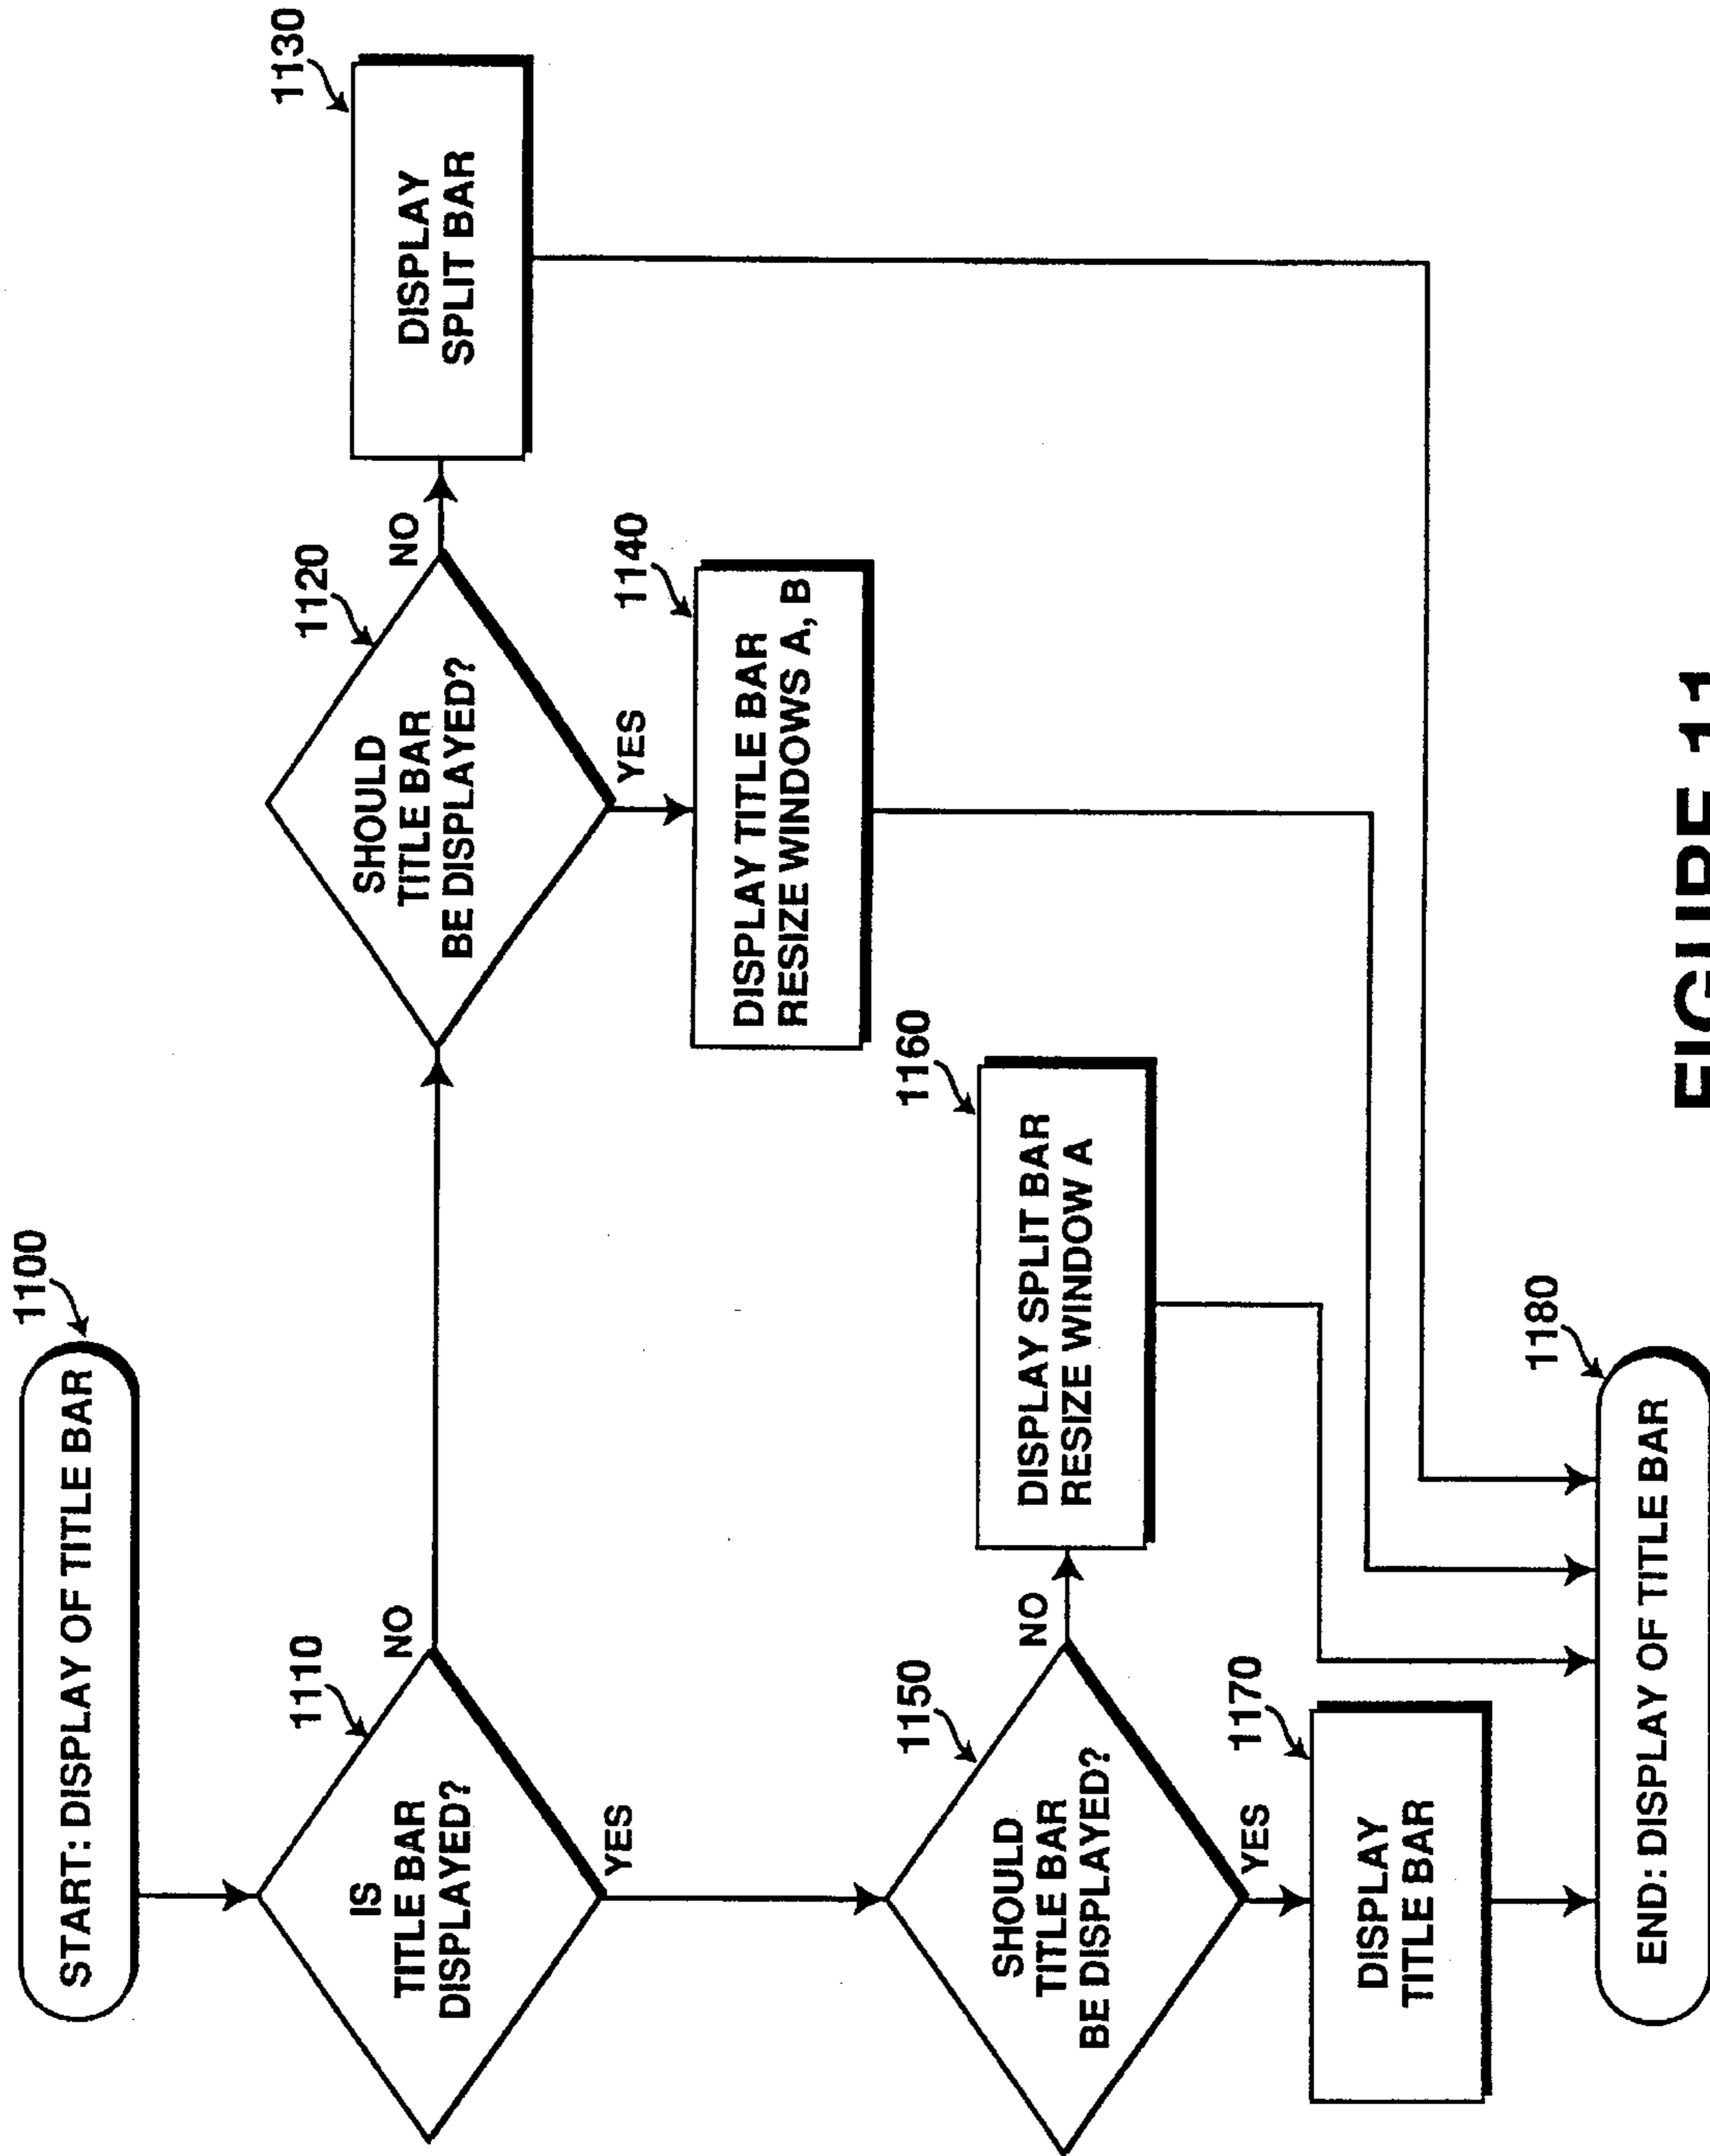 1100
START: DISPLAY OF TITLE BAR
1110
IS
TITLE BAR
DISPLAYED?
NO
YES
1120
SHOULD
TITLE BAR
BE DISPLAYED?
NO
YES
1130
DISPLAY
SPLIT BAR
1140
DISPLAY TITLE BAR
RESIZE WINDOWS A, B
1150
SHOULD
TITLE BAR
BE DISPLAYED?
NO
YES
1160
DISPLAY SPLIT BAR
RESIZE WINDOW A
1170
DISPLAY
TITLE BAR
1180
END: DISPLAY OF TITLE BAR
FIGURE 11